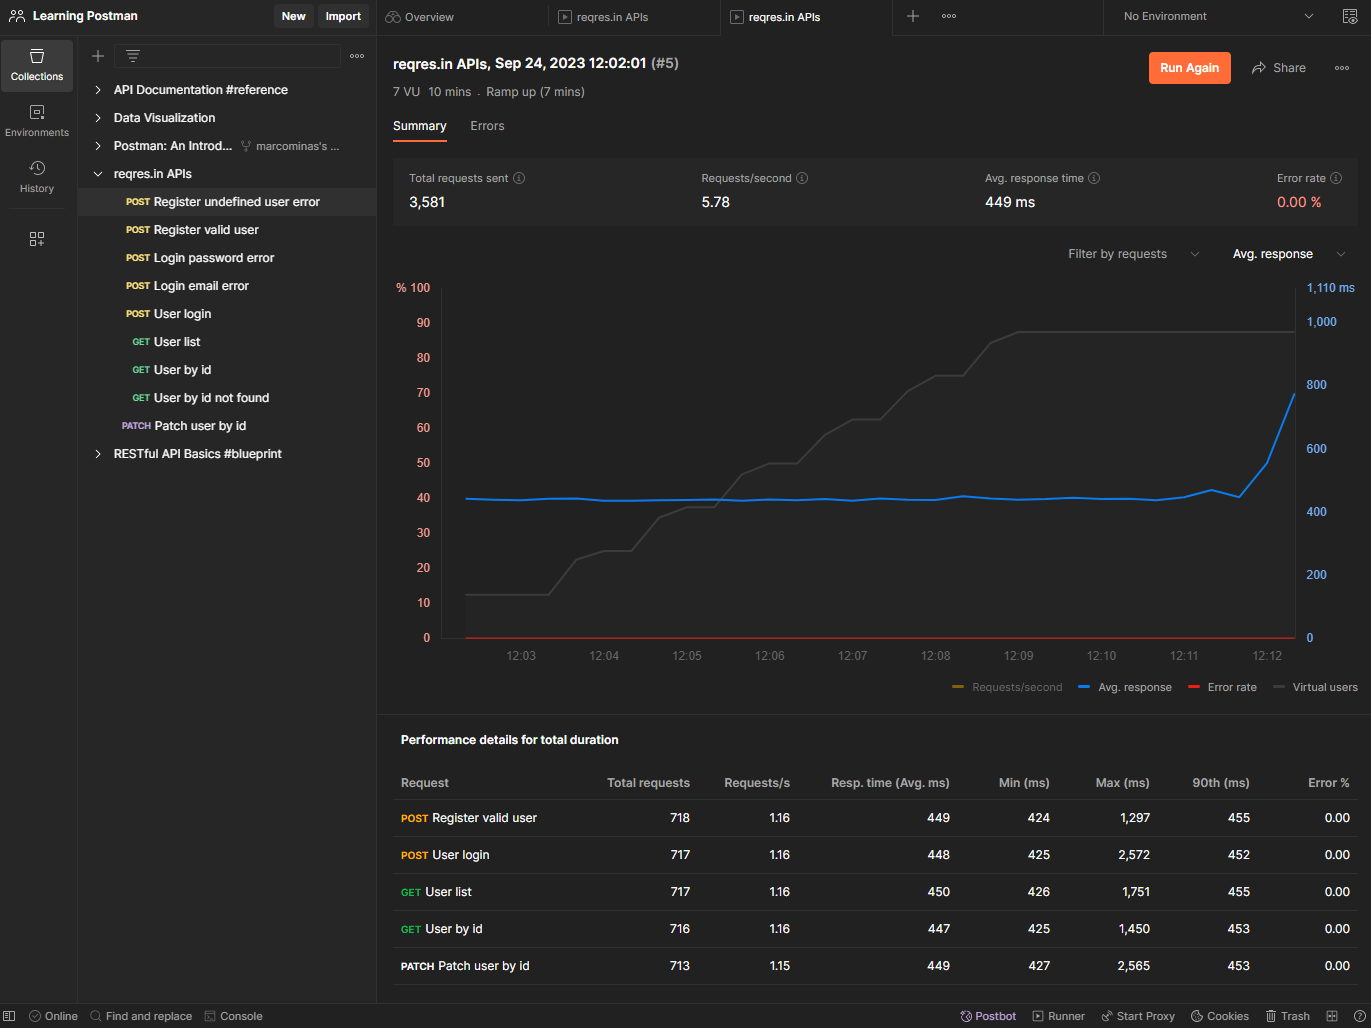 Learning Postman
New
Import
Overview
reqres.in APIs
reqres.in APIs
No Environment
Collections
Environments
History
API Documentation #reference
Data Visualization
Postman: An Introd... marcominas's ...
reqres.in APIs
POST Register undefined user error
POST Register valid user
POST Login password error
POST Login email error
POST User login
GET User list
GET User by id
GET User by id not found
PATCH Patch user by id
RESTful API Basics #blueprint
reqres.in APIs, Sep 24, 2023 12:02:01 (#5)
Run Again
Share
7 VU 10 mins . Ramp up (7 mins)
Summary
Errors
Total requests sent
3,581
Requests/second
5.78
Avg. response time
449 ms
Error rate
0.00 %
Filter by requests
Avg. response
% 100
90
80
70
60
50
40
30
20
10
0
1,110 ms
1,000
800
600
400
200
0
12:03 12:04 12:05 12:06 12:07 12:08 12:09 12:10 12:11 12:12
Requests/second Avg. response Error rate Virtual users
Performance details for total duration
Request Total requests Requests/s Resp. time (Avg. ms) Min (ms) Max (ms) 90th (ms) Error %
POST Register valid user 718 1.16 449 424 1,297 455 0.00
POST User login 717 1.16 448 425 2,572 452 0.00
GET User list 717 1.16 450 426 1,751 455 0.00
GET User by id 716 1.16 447 425 1,450 453 0.00
PATCH Patch user by id 713 1.15 449 427 2,565 453 0.00
Online
Find and replace
Console
Postbot
Runner
Start Proxy
Cookies
Trash